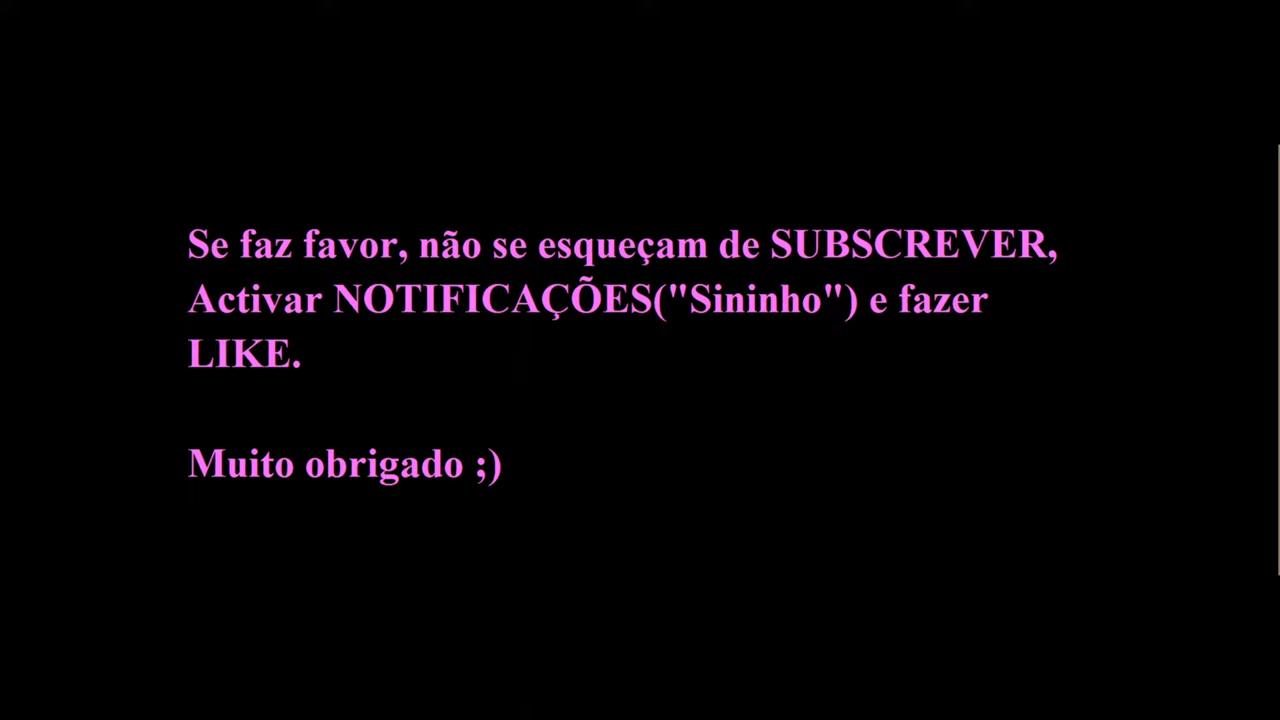 Se faz favor, não se esqueçam de SUBSCREVER,
Activar NOTIFICAÇÕES("Sininho") e fazer
LIKE.
Muito obrigado ;)